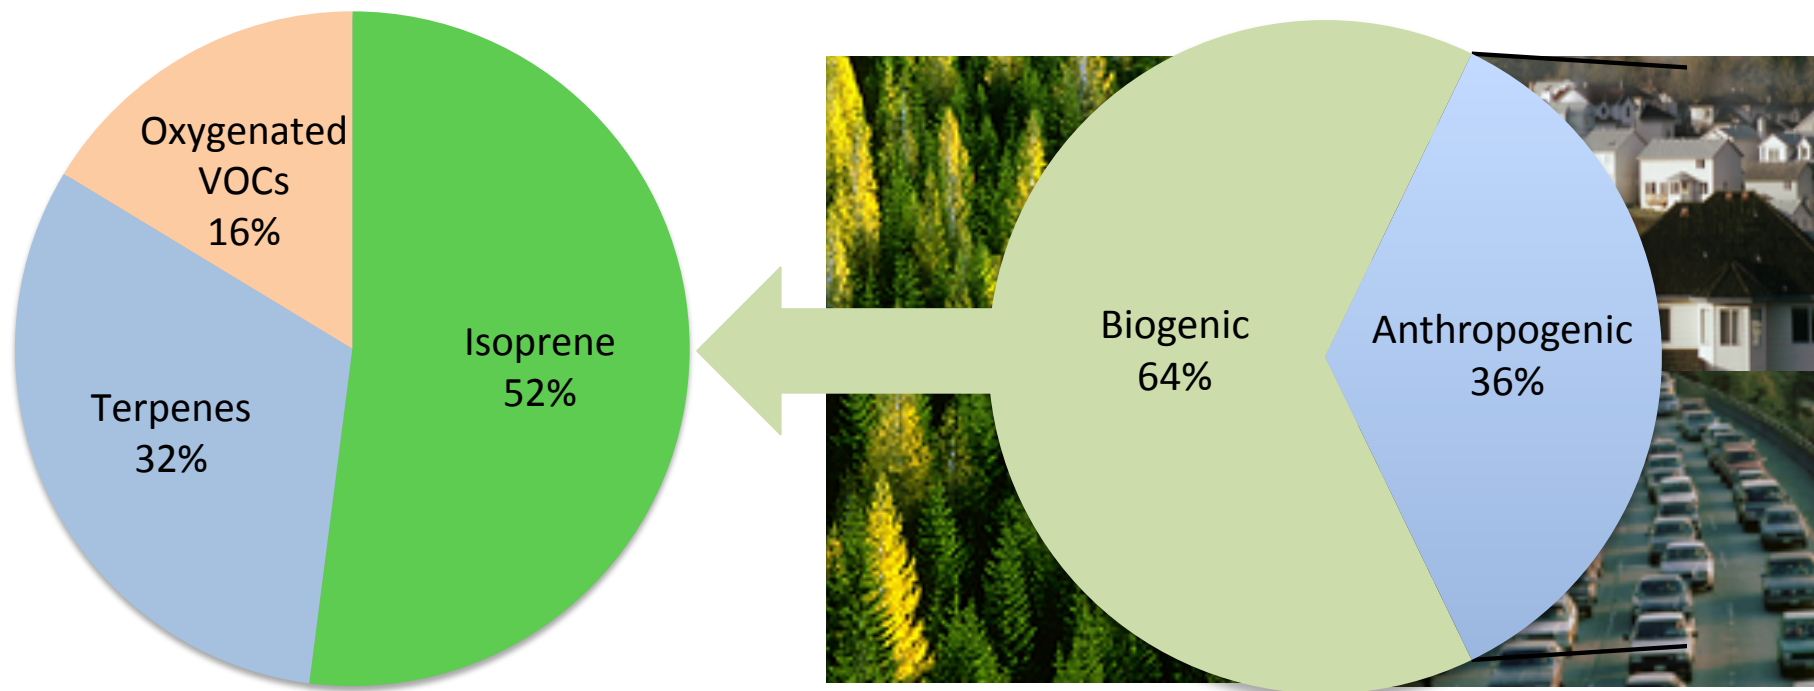 Oxygenated
VOCs
16%
Isoprene
52%
Terpenes
32%
Biogenic
64%
Anthropogenic
36%